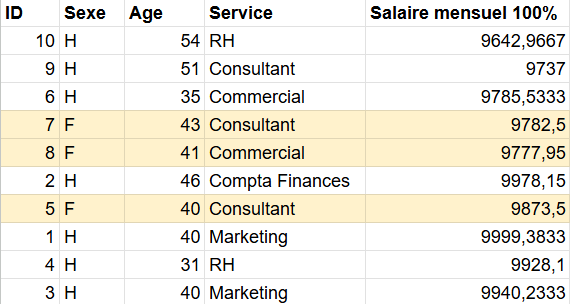 ID Sexe Age Service Salaire mensuel 100%
10 H 54 RH 9642,9667
9 H 51 Consultant 9737
6 H 35 Commercial 9785,5333
7 F 43 Consultant 9782,5
8 F 41 Commercial 9777,95
2 H 46 Compta Finances 9978,15
5 F 40 Consultant 9873,5
1 H 40 Marketing 9999,3833
4 H 31 RH 9928,1
3 H 40 Marketing 9940,2333